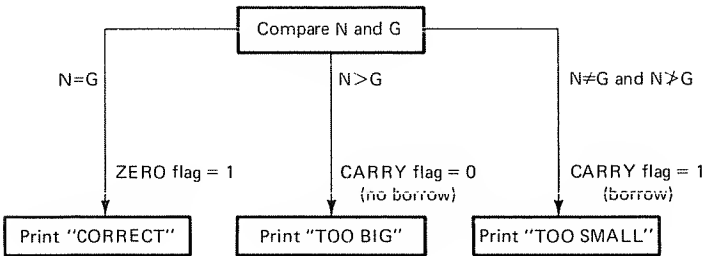 Compare N and G
N=G
N>G
N≠G and N≯G
ZERO flag = 1
CARRY flag = 0
(no borrow)
CARRY flag = 1
(borrow)
Print "CORRECT"
Print "TOO BIG"
Print "TOO SMALL"